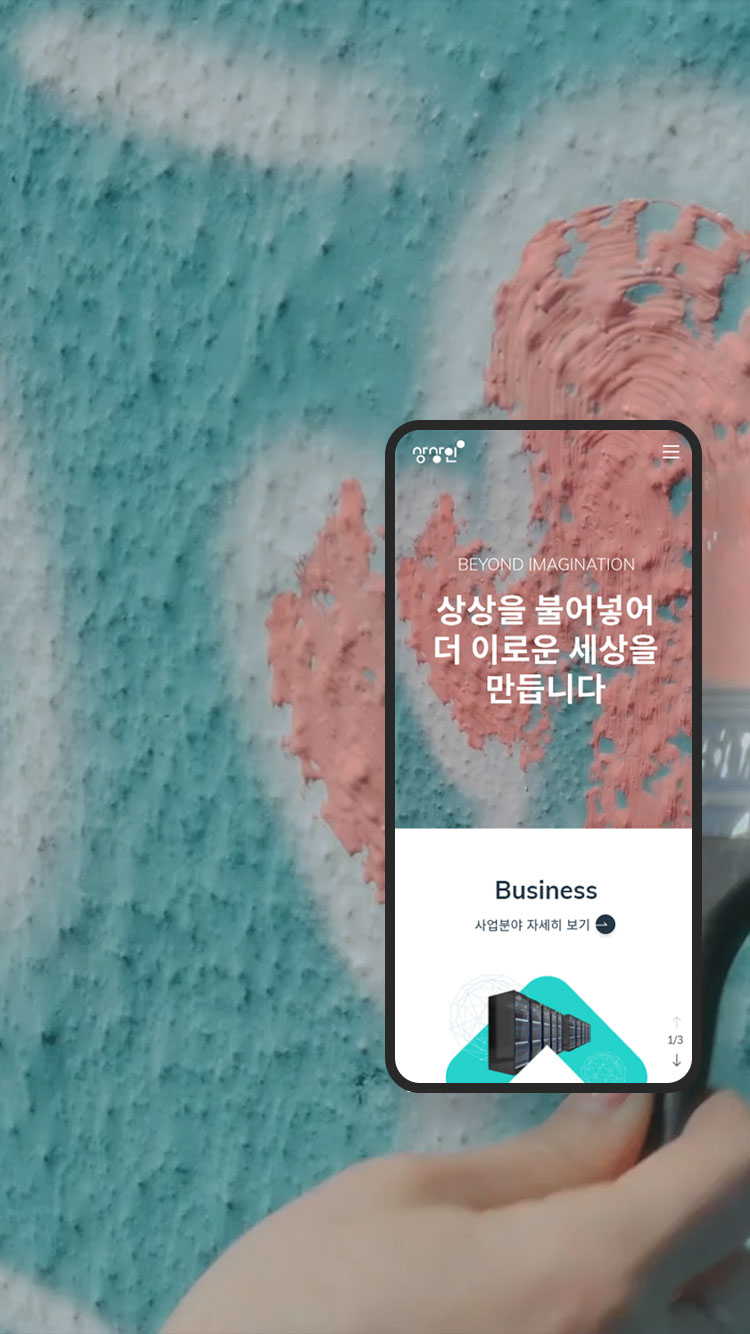 상상인
BEYOND IMAGINATION
상상을 불어넣어
더 이로운 세상을
만듭니다
Business
사업분야 자세히 보기
1/3